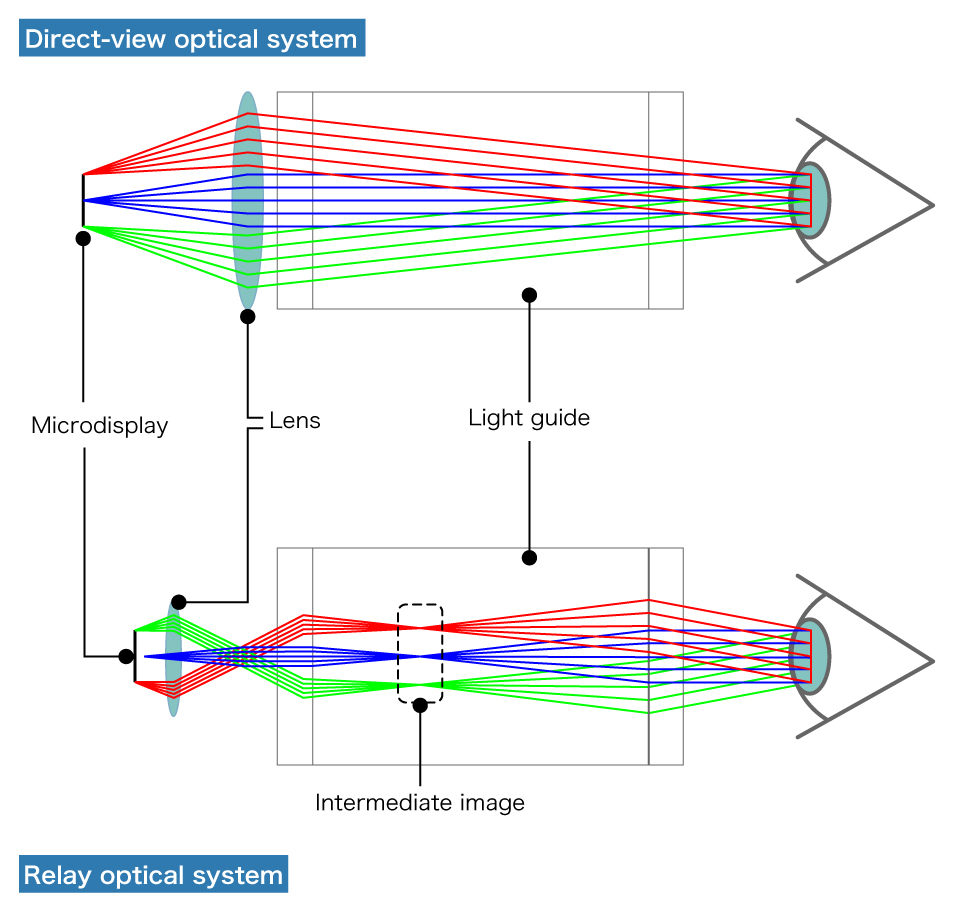 Direct-view optical system
Microdisplay
Lens
Light guide
Intermediate image
Relay optical system